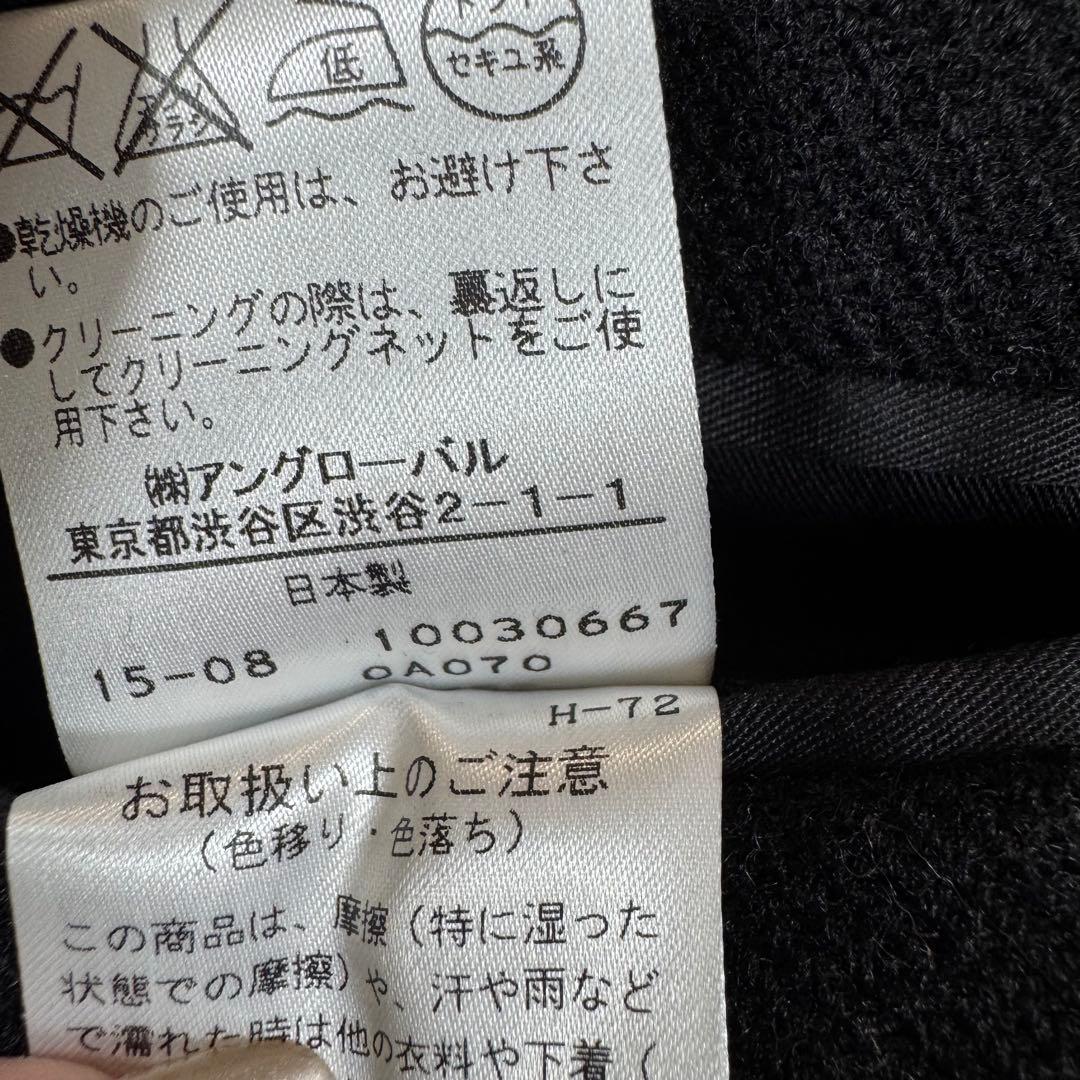 ドライ
セキユ系
低
エンソサラシ
●乾燥機のご使用は、お避け下さ
い。
●クリーニングの際は、裏返しに
してクリーニングネットをご使
用下さい。
㈱アングローバル
東京都渋谷区渋谷2-1-1
日本製
15-08 10030667
0A070
H-72
お取扱い上のご注意
(色移り・色落ち)
この商品は、摩擦(特に湿った
状態での摩擦)や、汗や雨など
で濡れた時は他の衣料や下着(